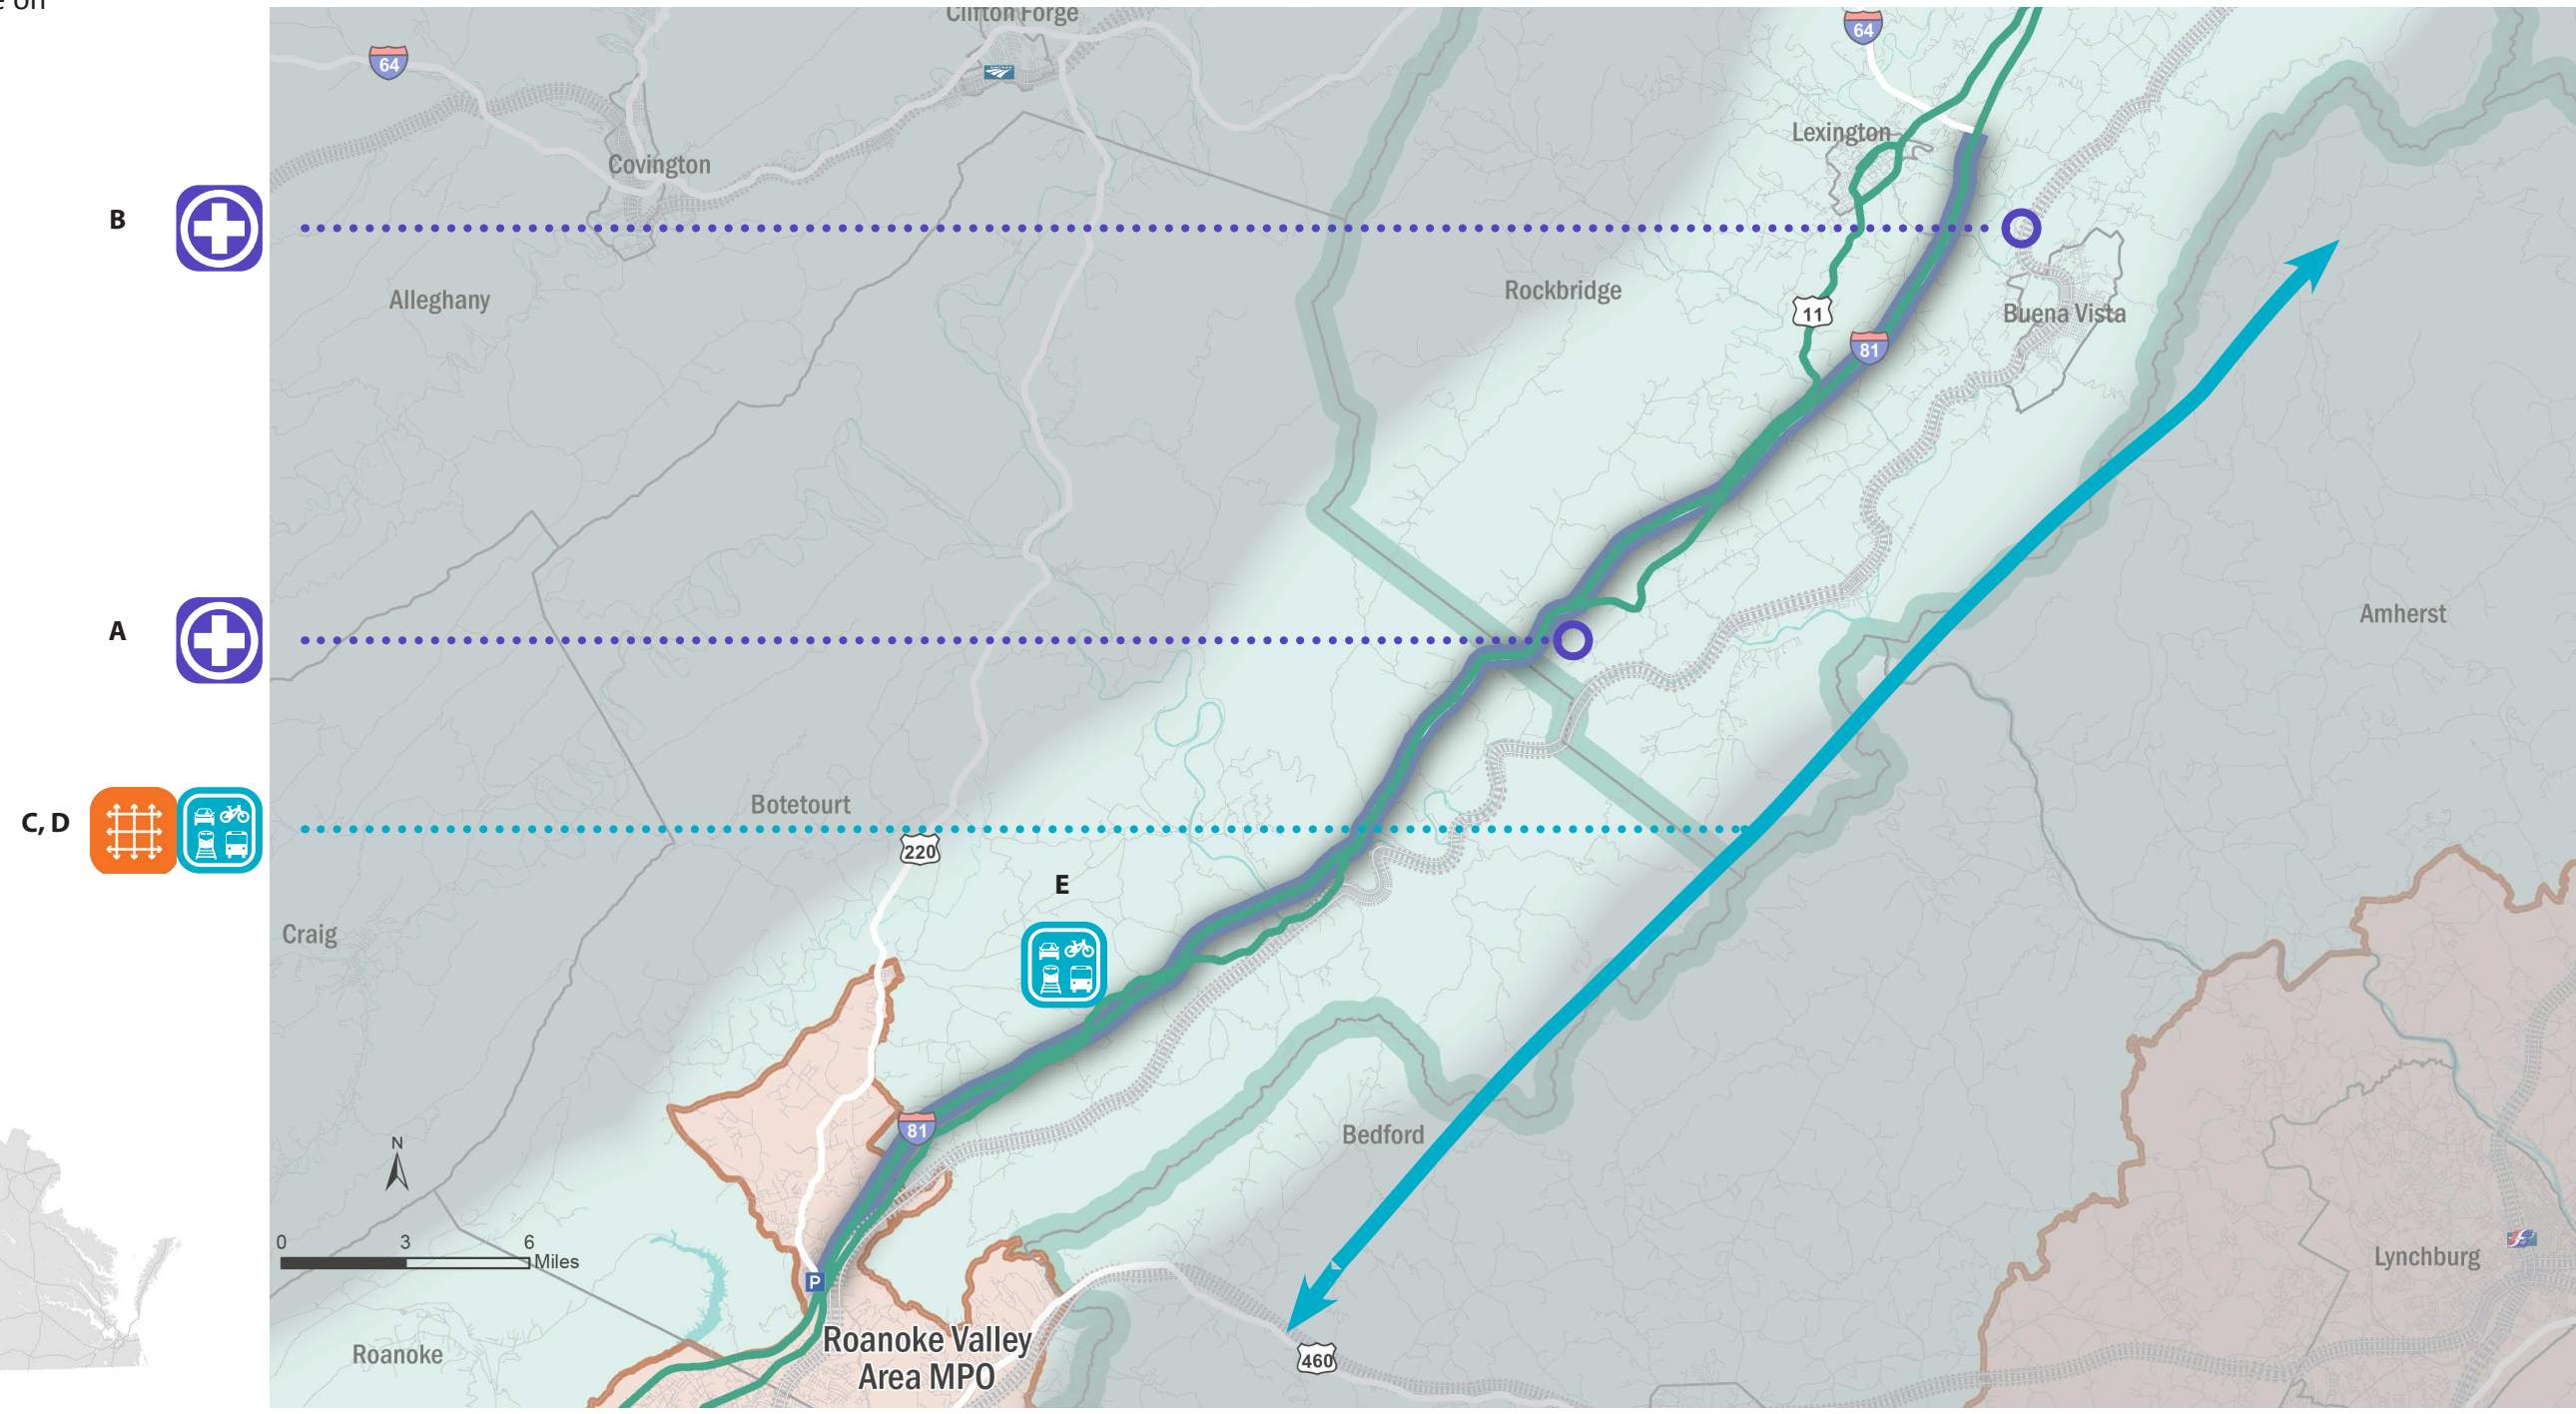 e on
Clifton Forge
64
64
Lexington
Covington
B
Alleghany
Rockbridge
11
Buena Vista
81
Amherst
A
Botetourt
C, D
220
E
Craig
81
Bedford
N
0 3 6
Miles
P
Lynchburg
Roanoke Valley
Area MPO
Roanoke
460